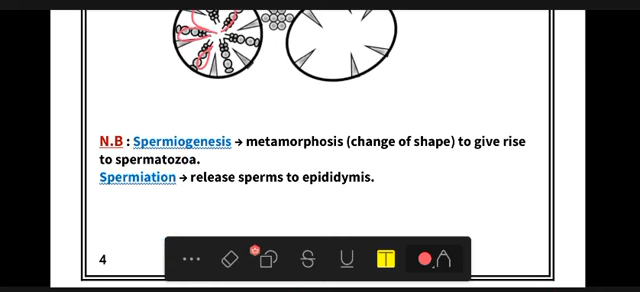 N.B : Spermiogenesis → metamorphosis (change of shape) to give rise
to spermatozoa.
Spermiation → release sperms to epididymis.
4